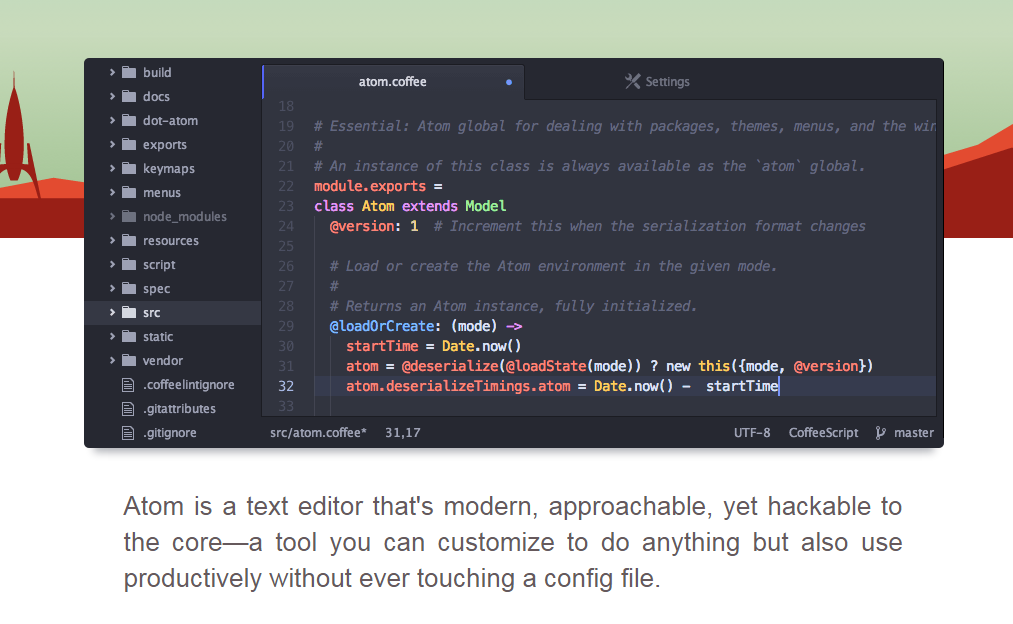 build
docs
dot-atom
exports
keymaps
menus
node_modules
resources
script
spec
src
static
vendor
.coffeelintignore
.gitattributes
.gitignore
atom.coffee
Settings
18
19 # Essential: Atom global for dealing with packages, themes, menus, and the win
20 #
21 # An instance of this class is always available as the `atom` global.
22 module.exports =
23 class Atom extends Model
24 @version: 1 # Increment this when the serialization format changes
25
26 # Load or create the Atom environment in the given mode.
27 #
28 # Returns an Atom instance, fully initialized.
29 @loadOrCreate: (mode) ->
30 startTime = Date.now()
31 atom = @deserialize(@loadState(mode)) ? new this({mode, @version})
32 atom.deserializeTimings.atom = Date.now() - startTime
33
src/atom.coffee* 31,17 UTF-8 CoffeeScript master
Atom is a text editor that's modern, approachable, yet hackable to
the core—a tool you can customize to do anything but also use
productively without ever touching a config file.